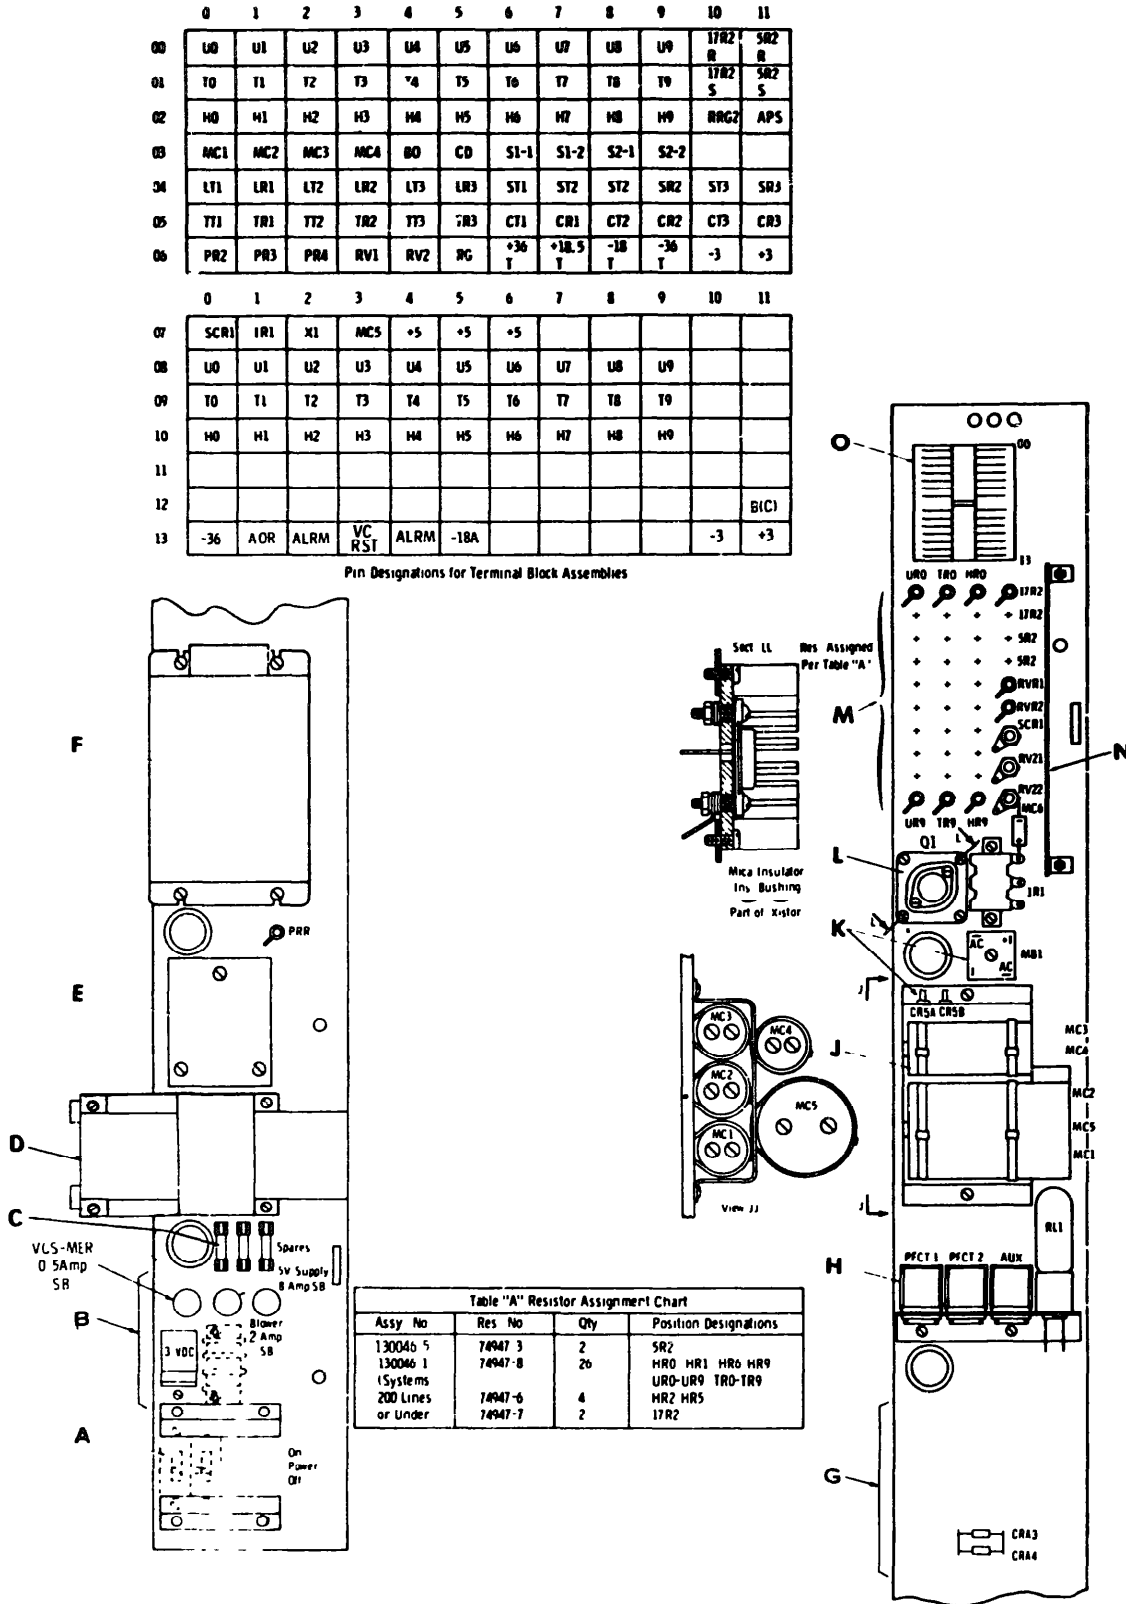 0 1 2 3 4 5 6 7 8 9 10 11
00 U0 U1 U2 U3 U4 U5 U6 U7 U8 U9 17R2 R 5R2 R
01 T0 T1 T2 T3 T4 T5 T6 T7 T8 T9 17R2 S 5R2 S
02 H0 H1 H2 H3 H4 H5 H6 H7 H8 H9 RRG2 APS
03 MC1 MC2 MC3 MC4 BO CD S1-1 S1-2 S2-1 S2-2
04 LT1 LR1 LT2 LR2 LT3 LR3 ST1 ST2 ST2 SR2 ST3 SR3
05 TT1 TR1 TT2 TR2 TT3 TR3 CT1 CR1 CT2 CR2 CT3 CR3
06 PR2 PR3 PR4 RV1 RV2 RG +36 T +18.5 T -18 T -36 T -3 +3
0 1 2 3 4 5 6 7 8 9 10 11
07 SCR1 IR1 X1 MC5 +5 +5 +5
08 U0 U1 U2 U3 U4 U5 U6 U7 U8 U9
09 T0 T1 T2 T3 T4 T5 T6 T7 T8 T9
10 H0 H1 H2 H3 H4 H5 H6 H7 H8 H9
11
12 B(C)
13 -36 AOR ALRM VC RST ALRM -18A -3 +3
Pin Designations for Terminal Block Assemblies
F
PRR
E
D
C
VCS-MER
0 5Amp
SB
Spares
5V Supply
8 Amp SB
B
Blower
2 Amp
SB
3 VDC
A
On
Power
Off
Sect LL
Res Assigned
Per Table "A"
Mica Insulator
Ins Bushing
Part of Xistor
MC3
MC4
MC2
MC5
MC1
View JJ
Table "A" Resistor Assignment Chart
Assy No Res No Qty Position Designations
130046 5 74947 3 2 5R2
130046 1 74947-8 26 HR0 HR1 HR6 HR9
(Systems UR0-UR9 TR0-TR9
200 Lines 74947-6 4 HR2 HR5
or Under 74947-7 2 17R2
O
00
13
UR0 TR0 HR0
17R2
17R2
5R2
5R2
RVR1
RVR2
SCR1
RV21
RV22
MC6
M
N
UR9 TR9 HR9
Q1
L
L
IR1
L
K
AC +
MB1
AC
J
CR5A CR5B
MC3
MC4
J
MC2
MC5
MC1
J
RL1
H
PFCT 1 PFCT 2 AUX
G
CRA3
CRA4